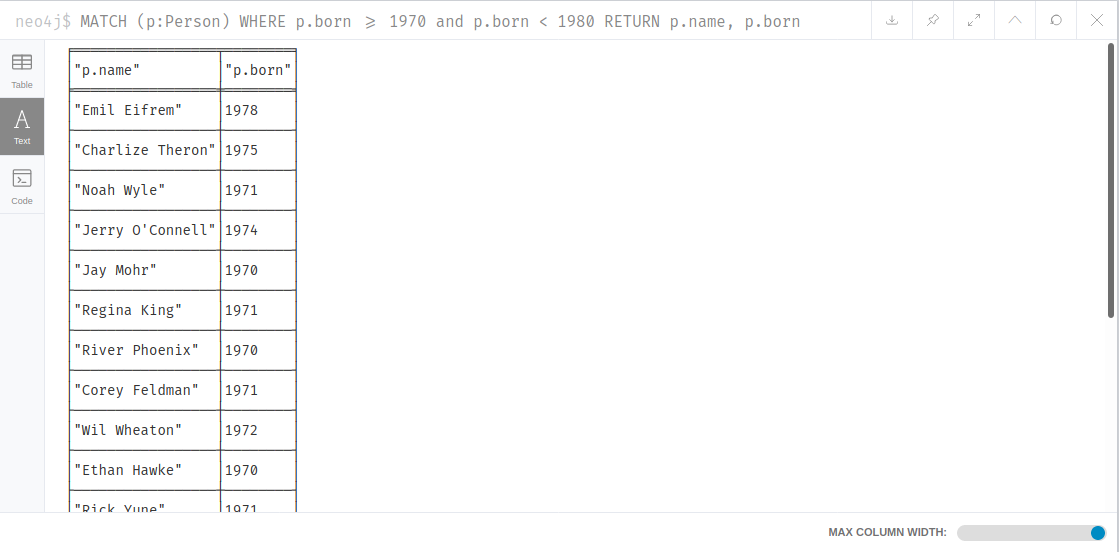 neo4j$ MATCH (p:Person) WHERE p.born ⩾ 1970 and p.born < 1980 RETURN p.name, p.born
Table
Text
Code
"p.name" "p.born"
"Emil Eifrem" 1978
"Charlize Theron" 1975
"Noah Wyle" 1971
"Jerry O'Connell" 1974
"Jay Mohr" 1970
"Regina King" 1971
"River Phoenix" 1970
"Corey Feldman" 1971
"Wil Wheaton" 1972
"Ethan Hawke" 1970
"Rick Yune" 1971
MAX COLUMN WIDTH: